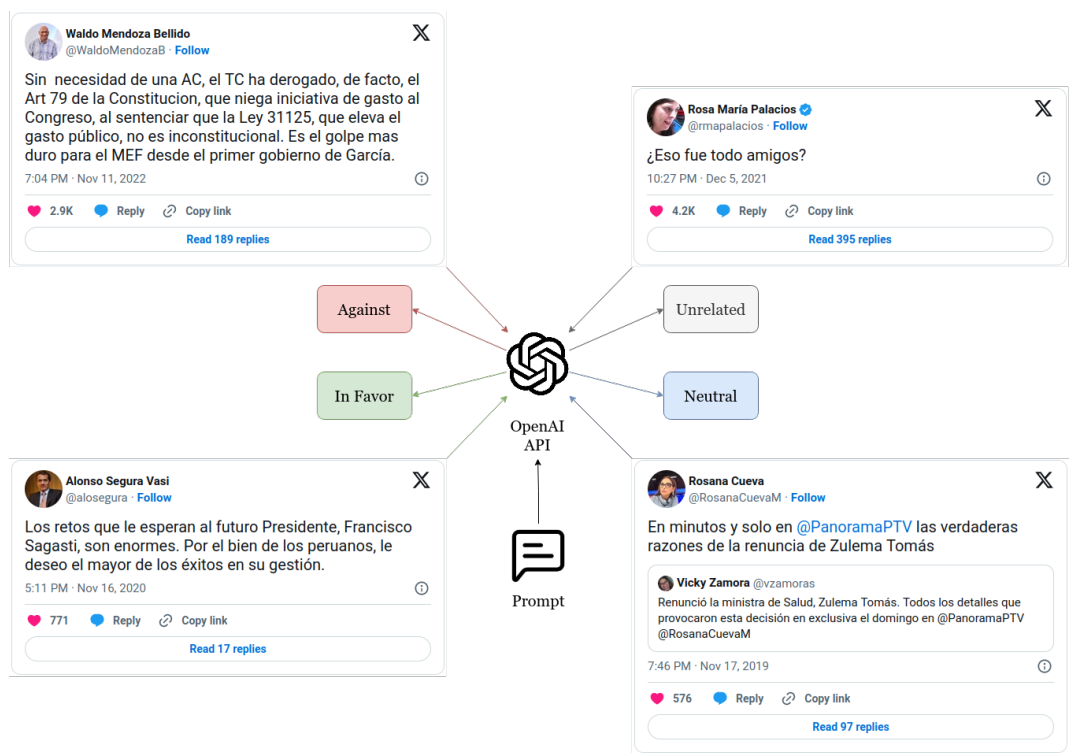 Waldo Mendoza Bellido
@WaldoMendozaB · Follow
Sin necesidad de una AC, el TC ha derogado, de facto, el
Art 79 de la Constitucion, que niega iniciativa de gasto al
Congreso, al sentenciar que la Ley 31125, que eleva el
gasto público, no es inconstitucional. Es el golpe mas
duro para el MEF desde el primer gobierno de García.
7:04 PM · Nov 11, 2022
2.9K Reply Copy link
Read 189 replies
Rosa María Palacios
@rmapalacios · Follow
¿Eso fue todo amigos?
10:27 PM · Dec 5, 2021
4.2K Reply Copy link
Read 395 replies
Against
Unrelated
In Favor
Neutral
OpenAI
API
Prompt
Alonso Segura Vasi
@alosegura · Follow
Los retos que le esperan al futuro Presidente, Francisco
Sagasti, son enormes. Por el bien de los peruanos, le
deseo el mayor de los éxitos en su gestión.
5:11 PM · Nov 16, 2020
771 Reply Copy link
Read 17 replies
Rosana Cueva
@RosanaCuevaM · Follow
En minutos y solo en @PanoramaPTV las verdaderas
razones de la renuncia de Zulema Tomás
Vicky Zamora @vzamoras
Renunció la ministra de Salud, Zulema Tomás. Todos los detalles que
provocaron esta decisión en exclusiva el domingo en @PanoramaPTV
@RosanaCuevaM
7:46 PM · Nov 17, 2019
576 Reply Copy link
Read 97 replies